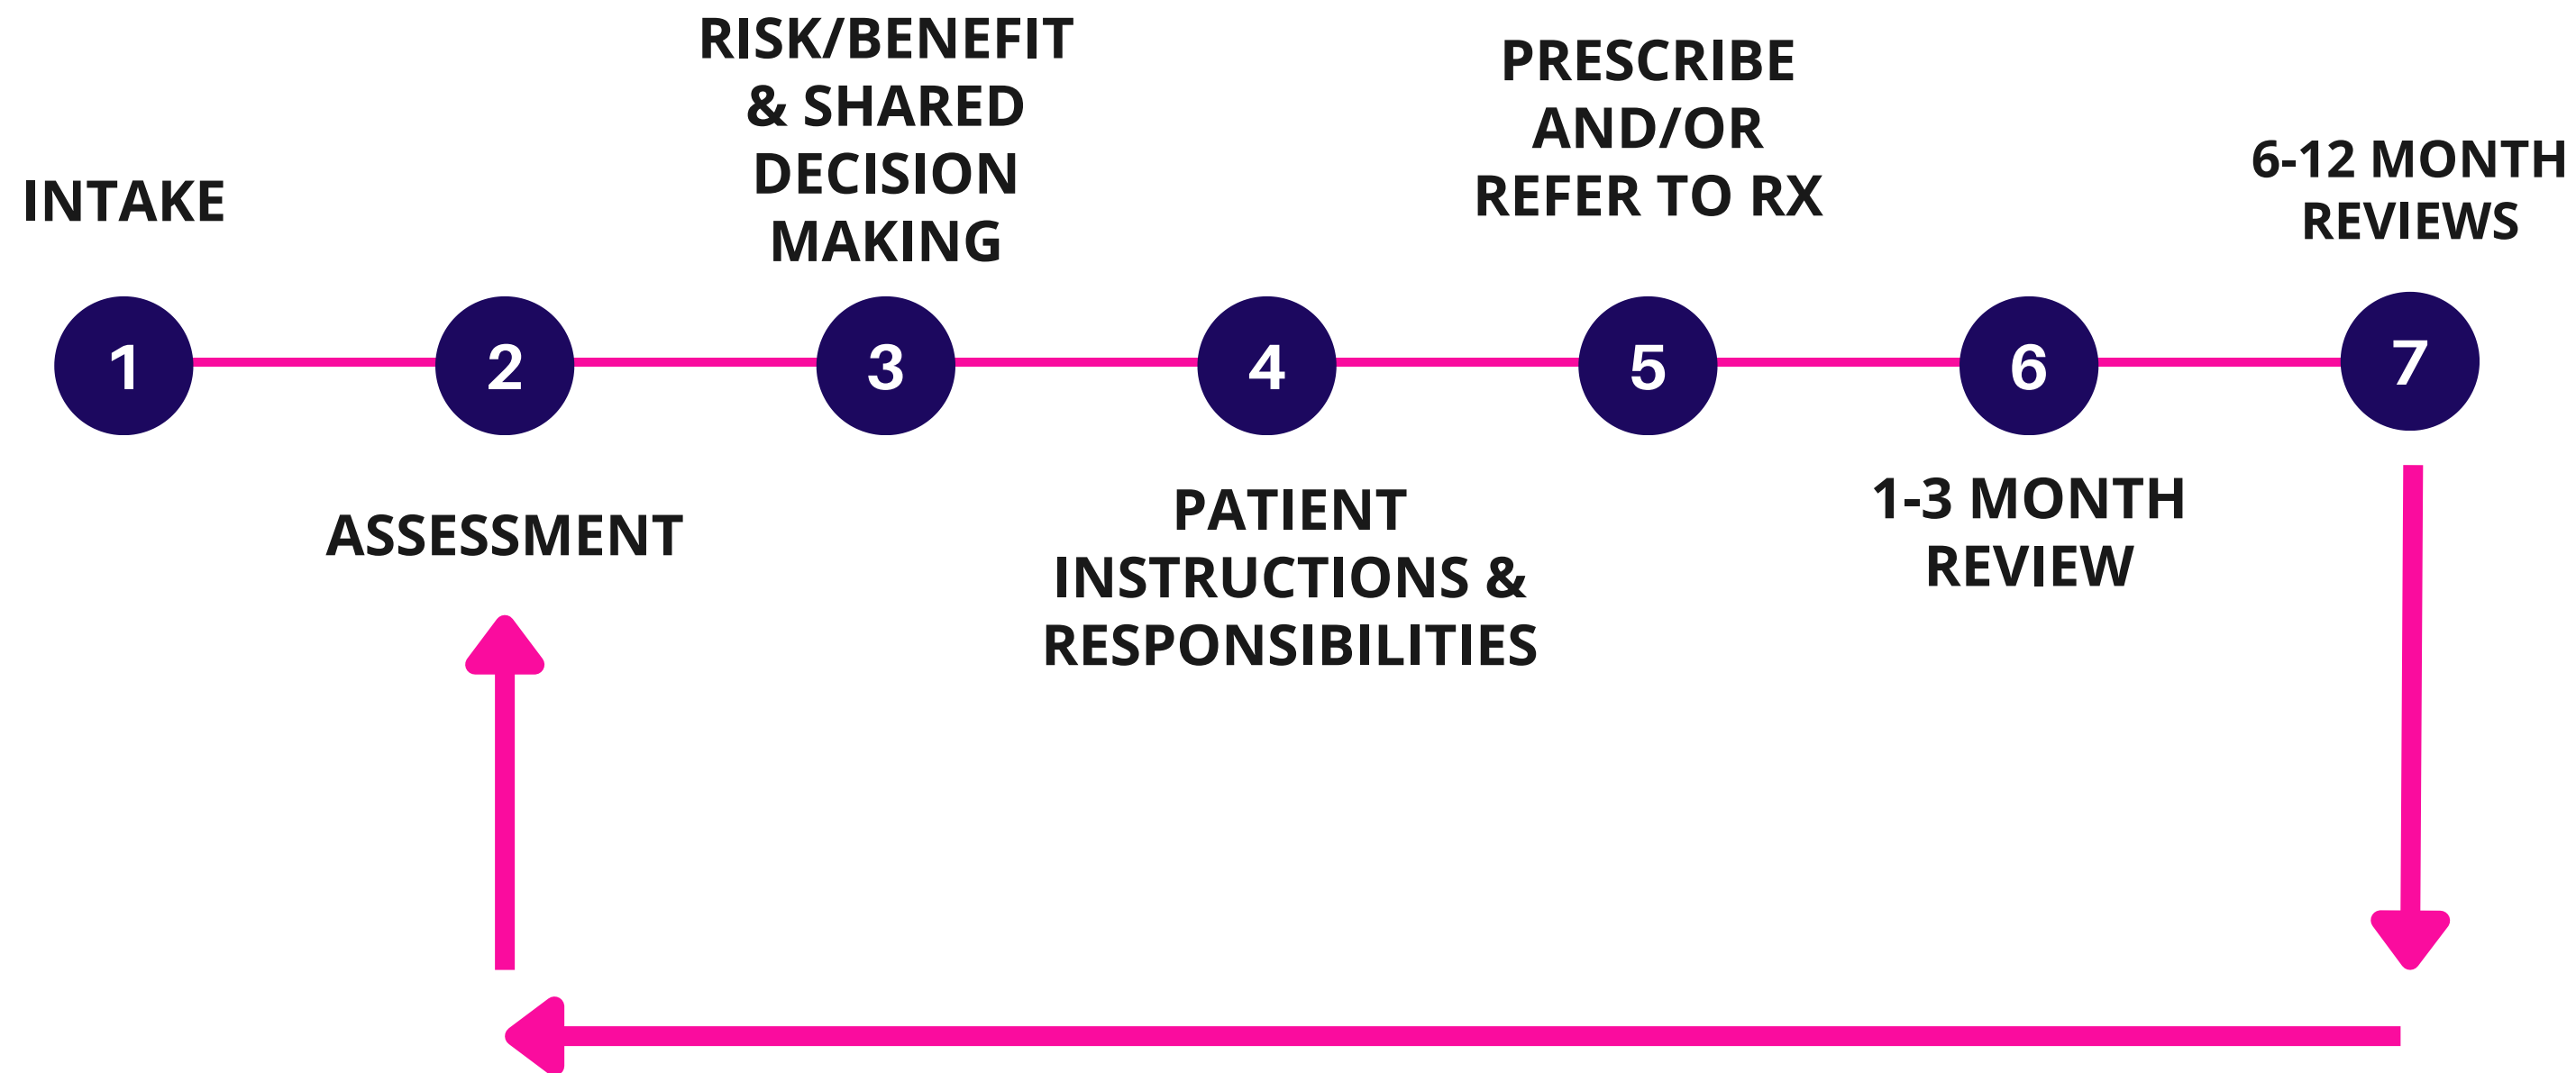 INTAKE
1
2
ASSESSMENT
RISK/BENEFIT
& SHARED
DECISION
MAKING
3
4
PATIENT
INSTRUCTIONS &
RESPONSIBILITIES
PRESCRIBE
AND/OR
REFER TO RX
5
6
1-3 MONTH
REVIEW
6-12 MONTH
REVIEWS
7